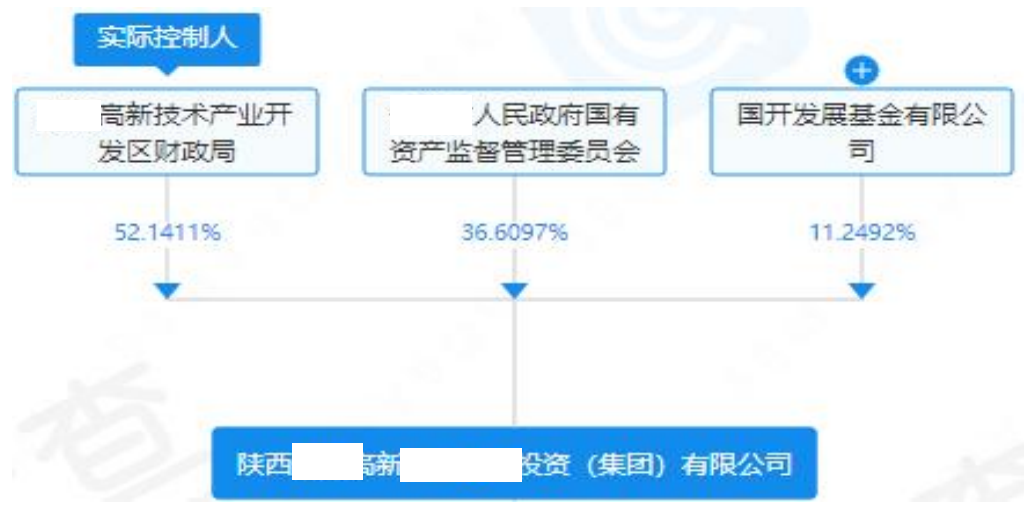 实际控制人
高新技术产业开
发区财政局
人民政府国有
资产监督管理委员会
国开发展基金有限公
司
52.1411%
36.6097%
11.2492%
陕西 高新 投资（集团）有限公司